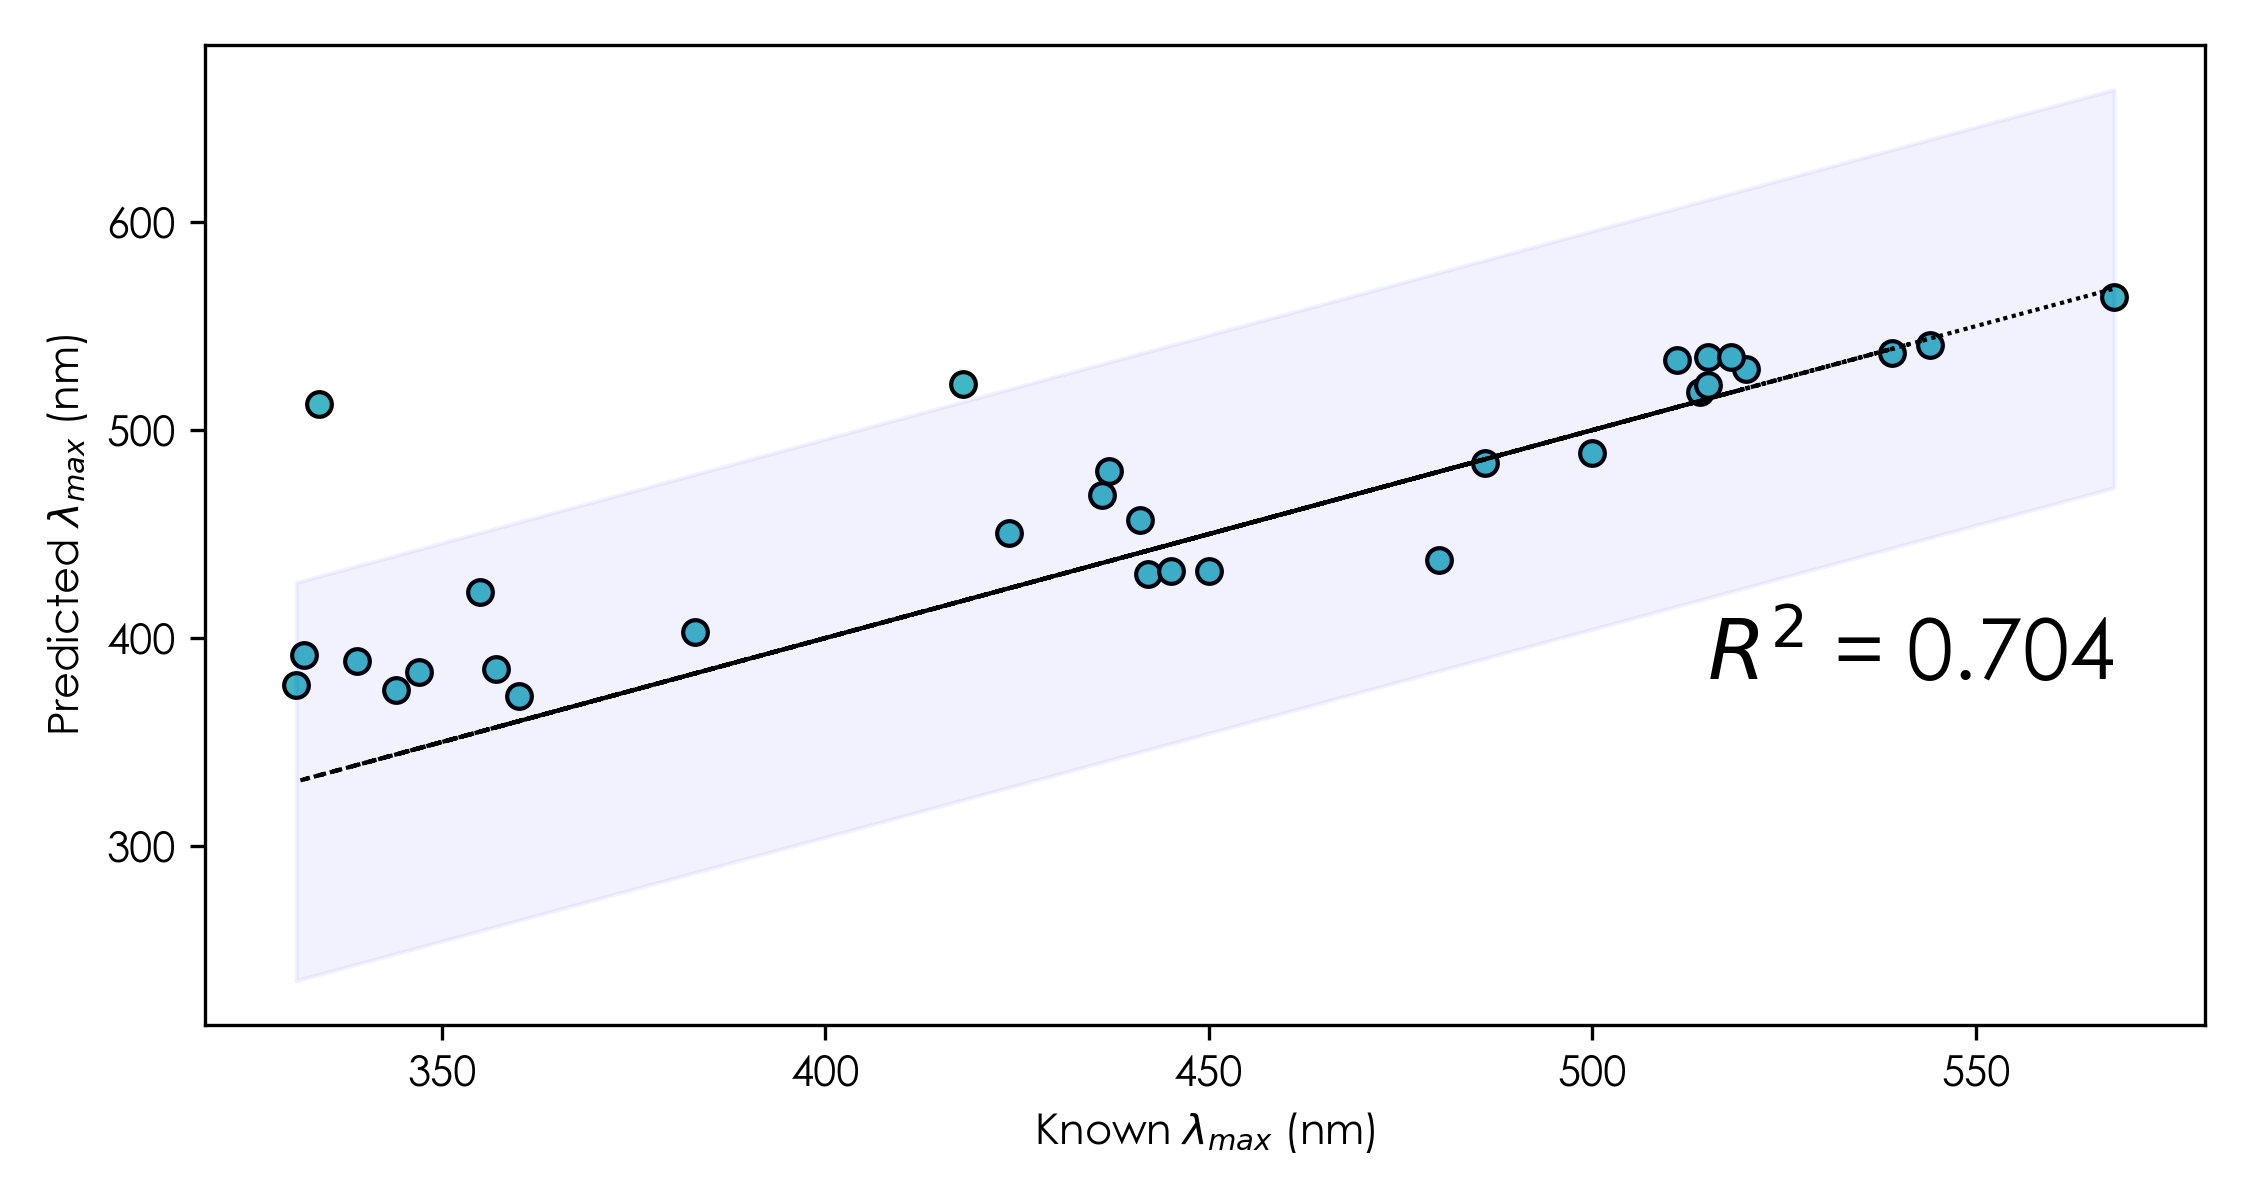 600
500
400
300
Predicted λmax (nm)
R² = 0.704
350 400 450 500 550
Known λmax (nm)